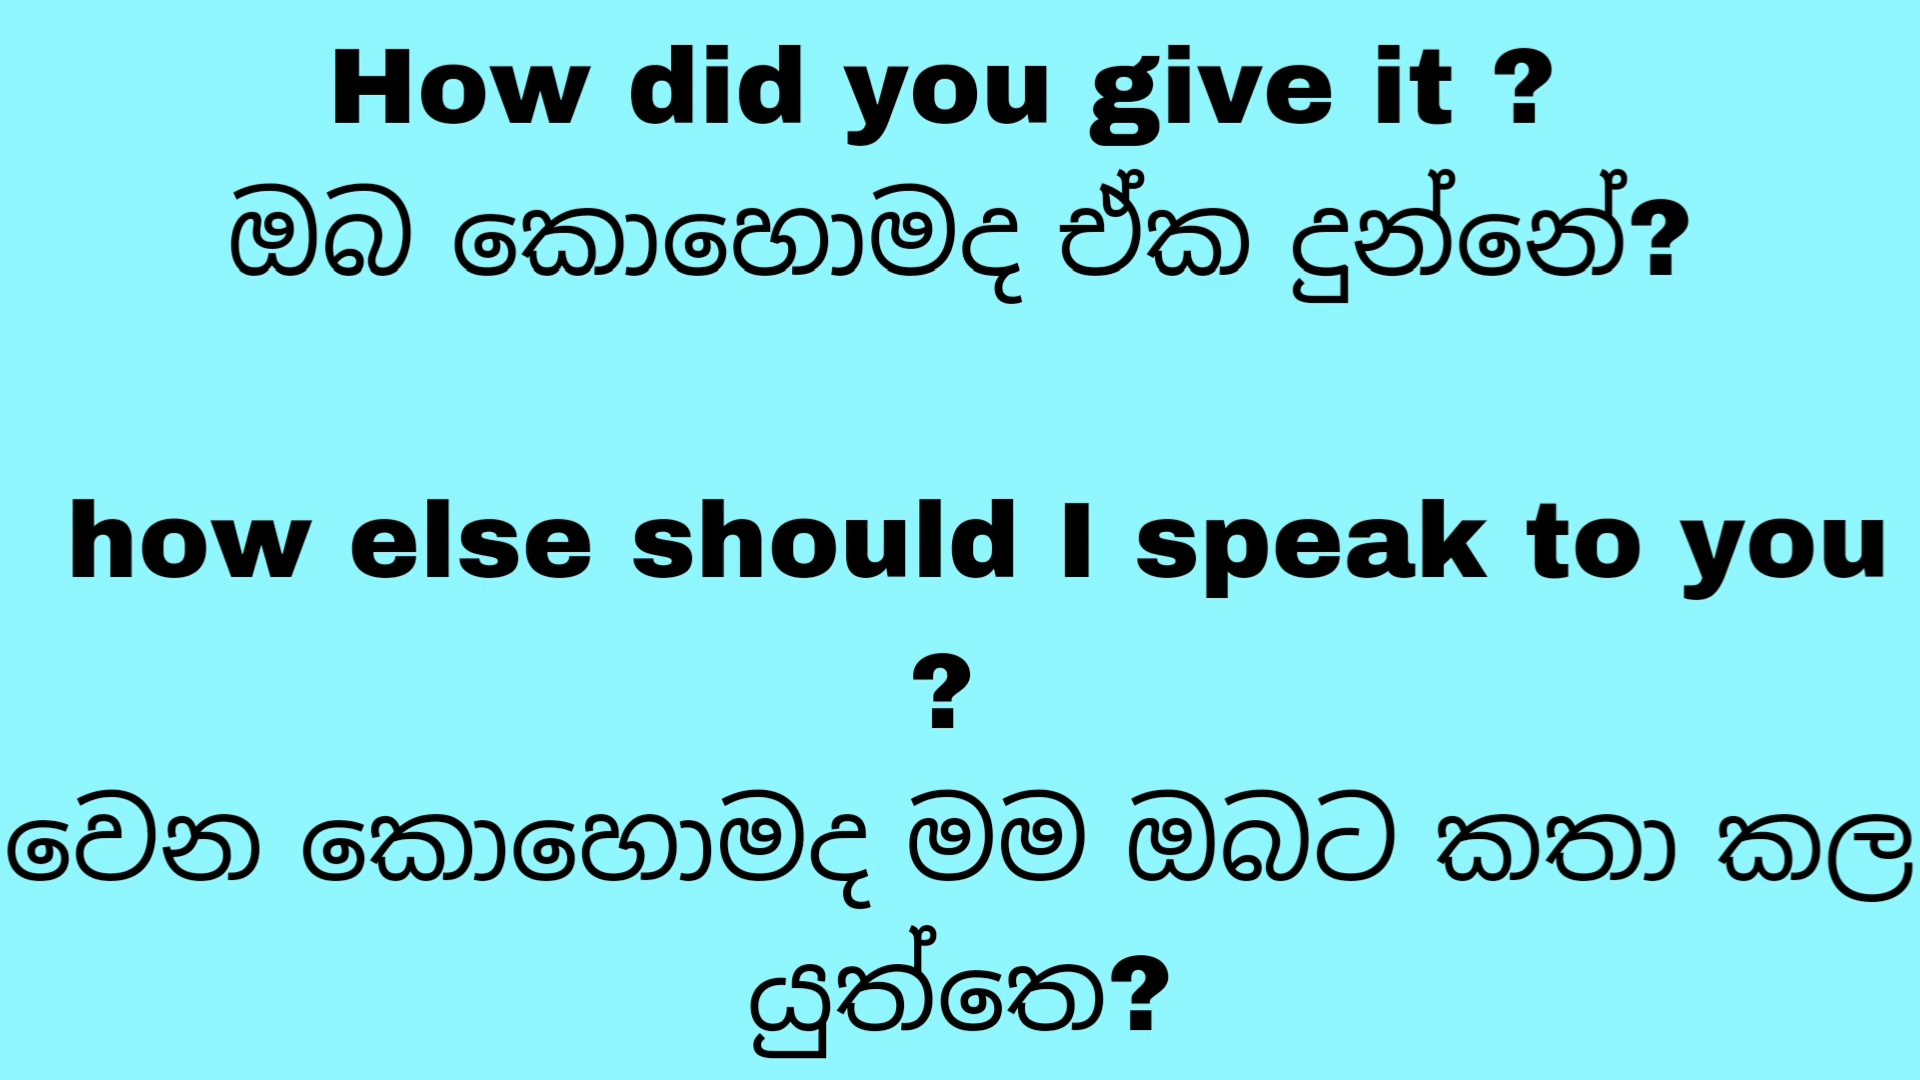 How did you give it ?
ඔබ කොහොමද ඒක දුන්නේ?
how else should I speak to you
?
වෙන කොහොමද මම ඔබට කතා කල
යුත්තෙ?